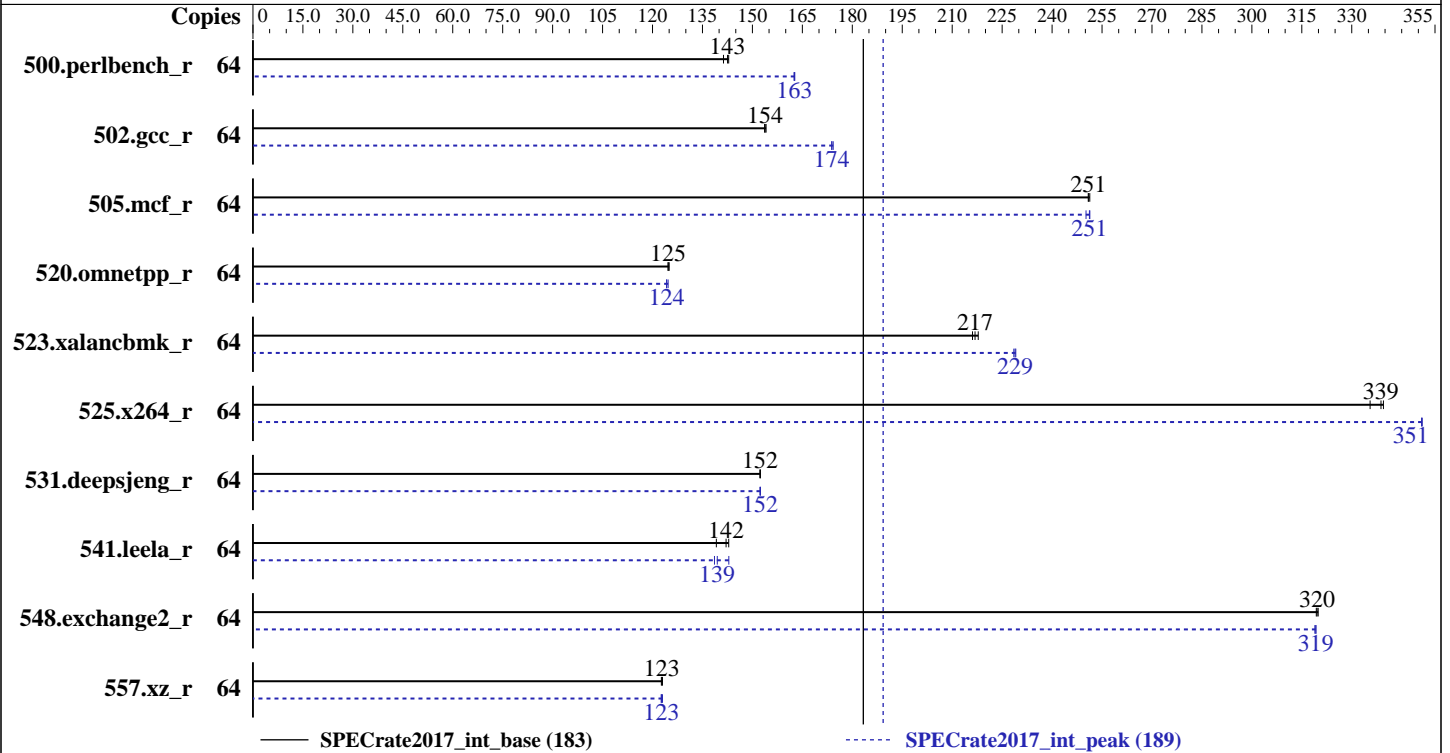 Copies 0 15.0 30.0 45.0 60.0 75.0 90.0 105 120 135 150 165 180 195 210 225 240 255 270 285 300 315 330 355
143
500.perlbench_r 64
163
154
502.gcc_r 64
174
251
505.mcf_r 64
251
125
520.omnetpp_r 64
124
217
523.xalancbmk_r 64
229
339
525.x264_r 64
351
152
531.deepsjeng_r 64
152
142
541.leela_r 64
139
320
548.exchange2_r 64
319
123
557.xz_r 64
123
SPECrate2017_int_base (183) SPECrate2017_int_peak (189)